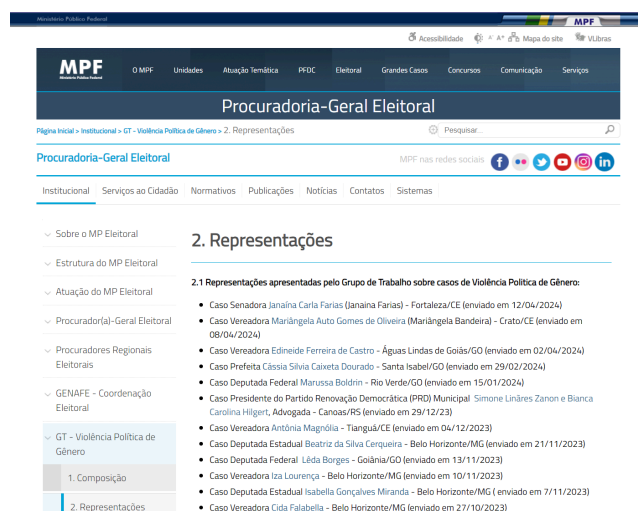 Ministério Público Federal
MPF
Acessibilidade A- A+ Mapa do site VLibras
MPF
Ministério Público Federal
O MPF Unidades Atuação Temática PFDC Eleitoral Grandes Casos Concursos Comunicação Serviços
Procuradoria-Geral Eleitoral
Página Inicial > Institucional > GT - Violência Política de Gênero > 2. Representações
Pesquisar...
Procuradoria-Geral Eleitoral
MPF nas redes sociais
Institucional Serviços ao Cidadão Normativos Publicações Notícias Contatos Sistemas
Sobre o MP Eleitoral
Estrutura do MP Eleitoral
Atuação do MP Eleitoral
Procurador(a)-Geral Eleitoral
Procuradores Regionais
Eleitorais
GENAFE - Coordenação
Eleitoral
GT - Violência Política de
Gênero
1. Composição
2. Representações
2. Representações
2.1 Representações apresentadas pelo Grupo de Trabalho sobre casos de Violência Politica de Gênero:
Caso Senadora Janaína Carla Farias (Janaina Farias) - Fortaleza/CE (enviado em 12/04/2024)
Caso Vereadora Mariângela Auto Gomes de Oliveira (Mariângela Bandeira) - Crato/CE (enviado em
08/04/2024)
Caso Vereadora Edineide Ferreira de Castro - Águas Lindas de Goiás/GO (enviado em 02/04/2024)
Caso Prefeita Càssia Silvia Caixeta Dourado - Santa Isabel/GO (enviado em 29/02/2024)
Caso Deputada Federal Marussa Boldrin - Rio Verde/GO (enviado em 15/01/2024)
Caso Presidente do Partido Renovação Democrática (PRD) Municipal Simone Lináres Zanon e Bianca
Carolina Hilgert, Advogada - Canoas/RS (enviado em 29/12/23)
Caso Vereadora Antônia Magnólia - Tianguá/CE (enviado em 04/12/2023)
Caso Deputada Estadual Beatriz da Silva Cerqueira - Belo Horizonte/MG (enviado em 21/11/2023)
Caso Deputada Federal Lêda Borges - Goiânia/GO (enviado em 13/11/2023)
Caso Vereadora Iza Lourença - Belo Horizonte/MG (enviado em 10/11/2023)
Caso Deputada Estadual Isabella Gonçalves Miranda - Belo Horizonte/MG ( enviado em 7/11/2023)
Caso Vereadora Cida Falabella - Belo Horizonte/MG (enviado em 27/10/2023)